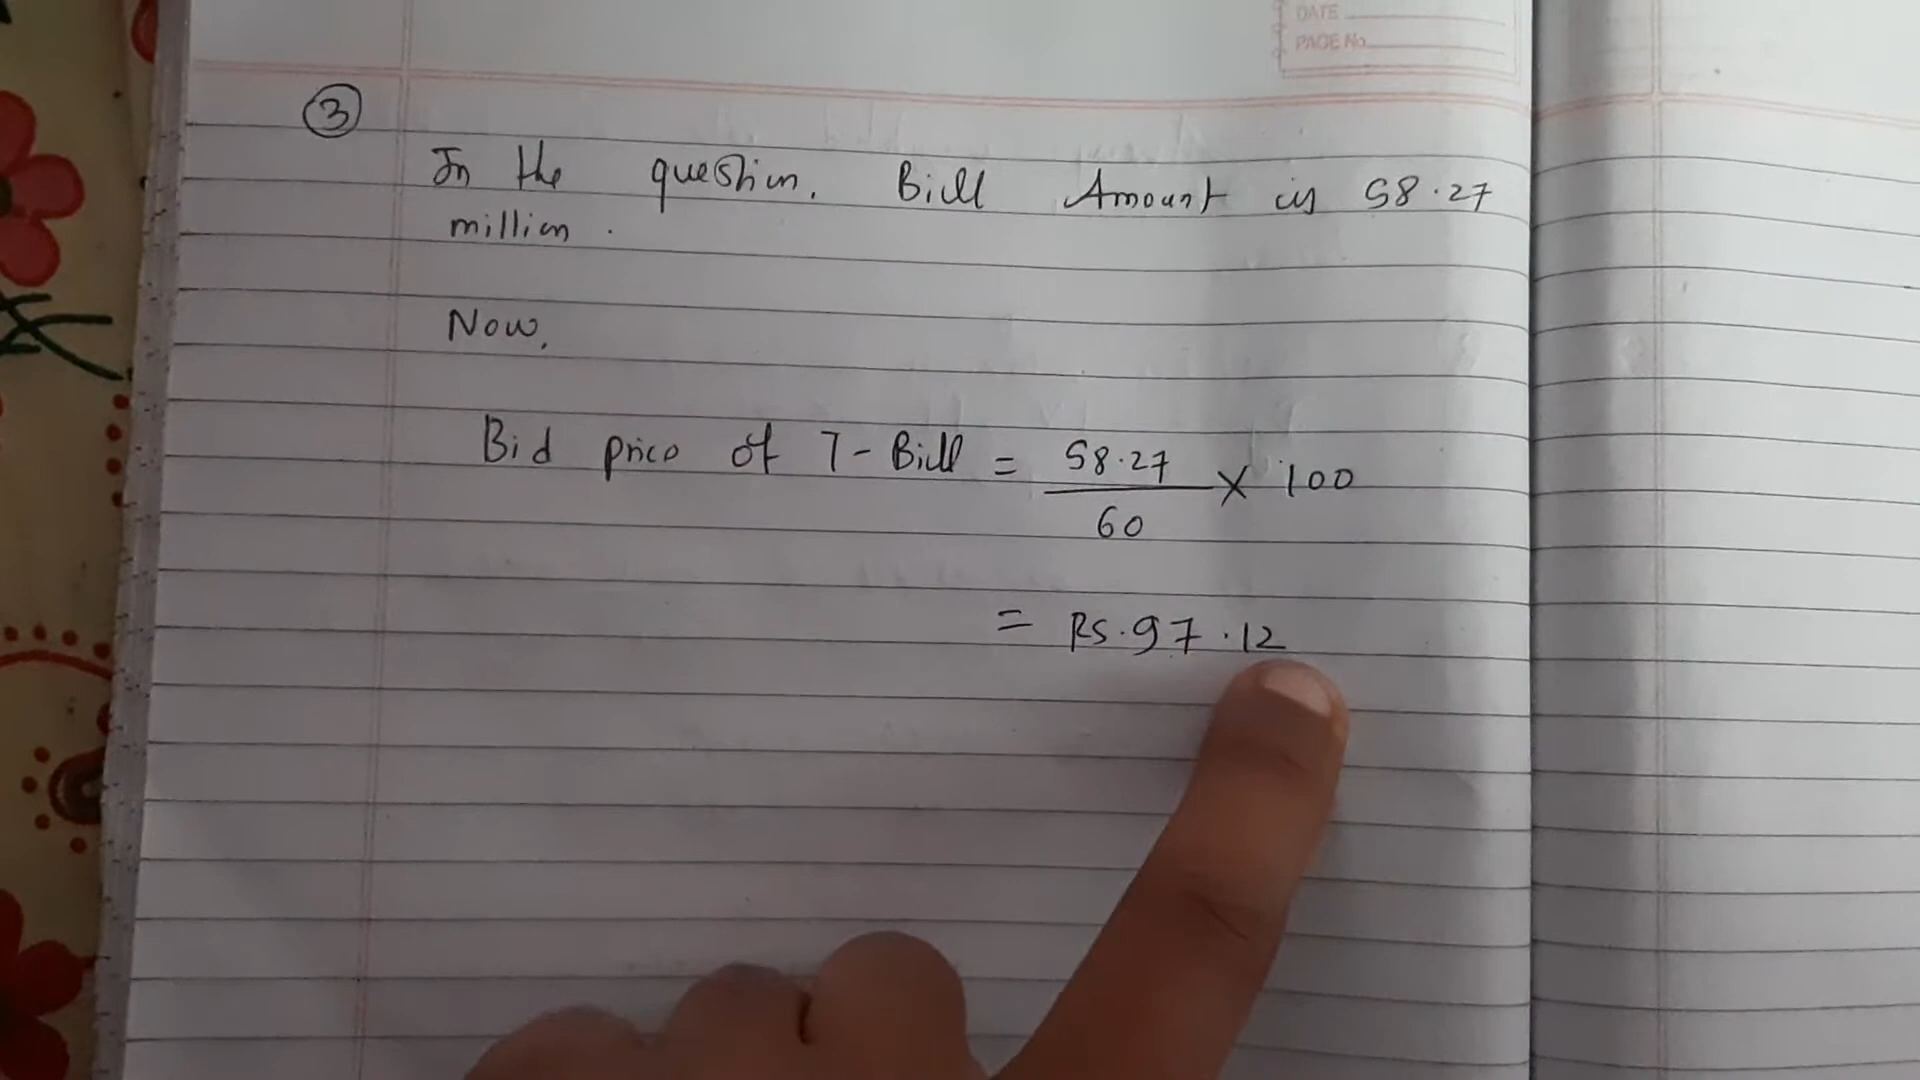 DATE
PAGE No.
3
In the question, Bill Amount is 58.27
million.
Now,
Bid price of T-Bill = 58.27 / 60 × 100
= Rs.97.12